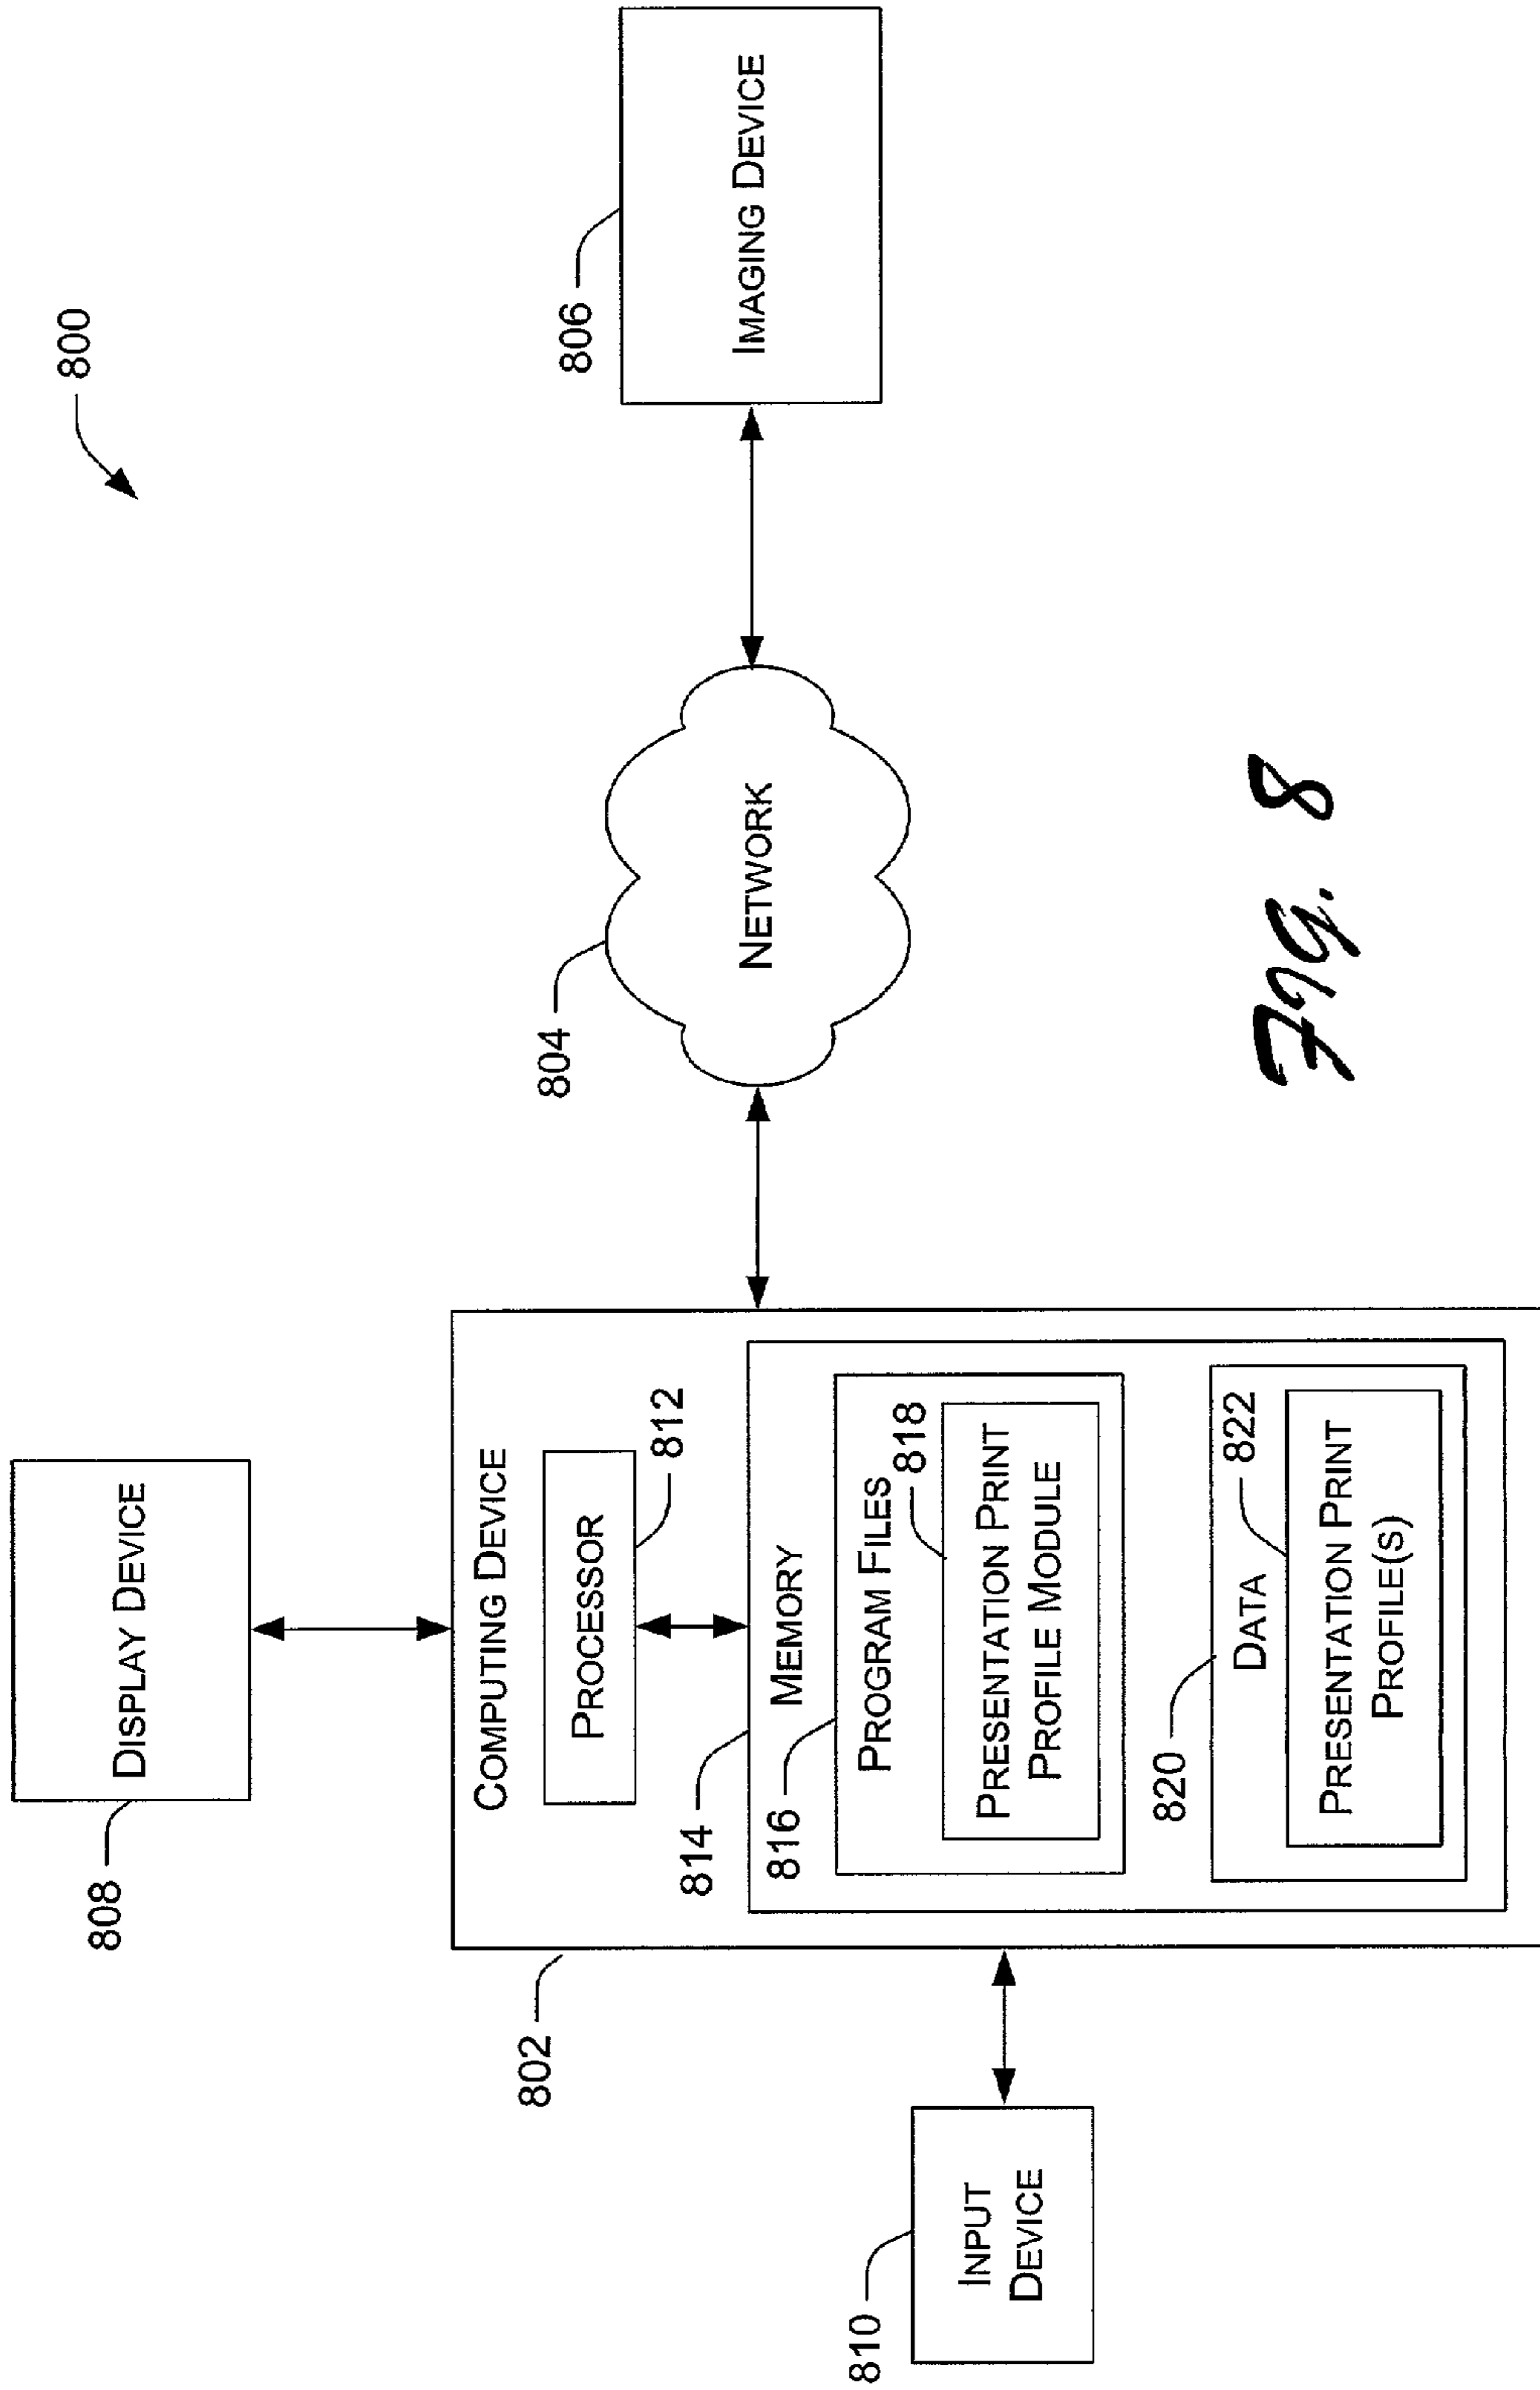 800
DISPLAY DEVICE
808
COMPUTING DEVICE
802
PROCESSOR
812
814
MEMORY
816
PROGRAM FILES
818
PRESENTATION PRINT
PROFILE MODULE
820
DATA
822
PRESENTATION PRINT
PROFILE(S)
810
INPUT
DEVICE
804
NETWORK
806
IMAGING DEVICE
FIG. 8